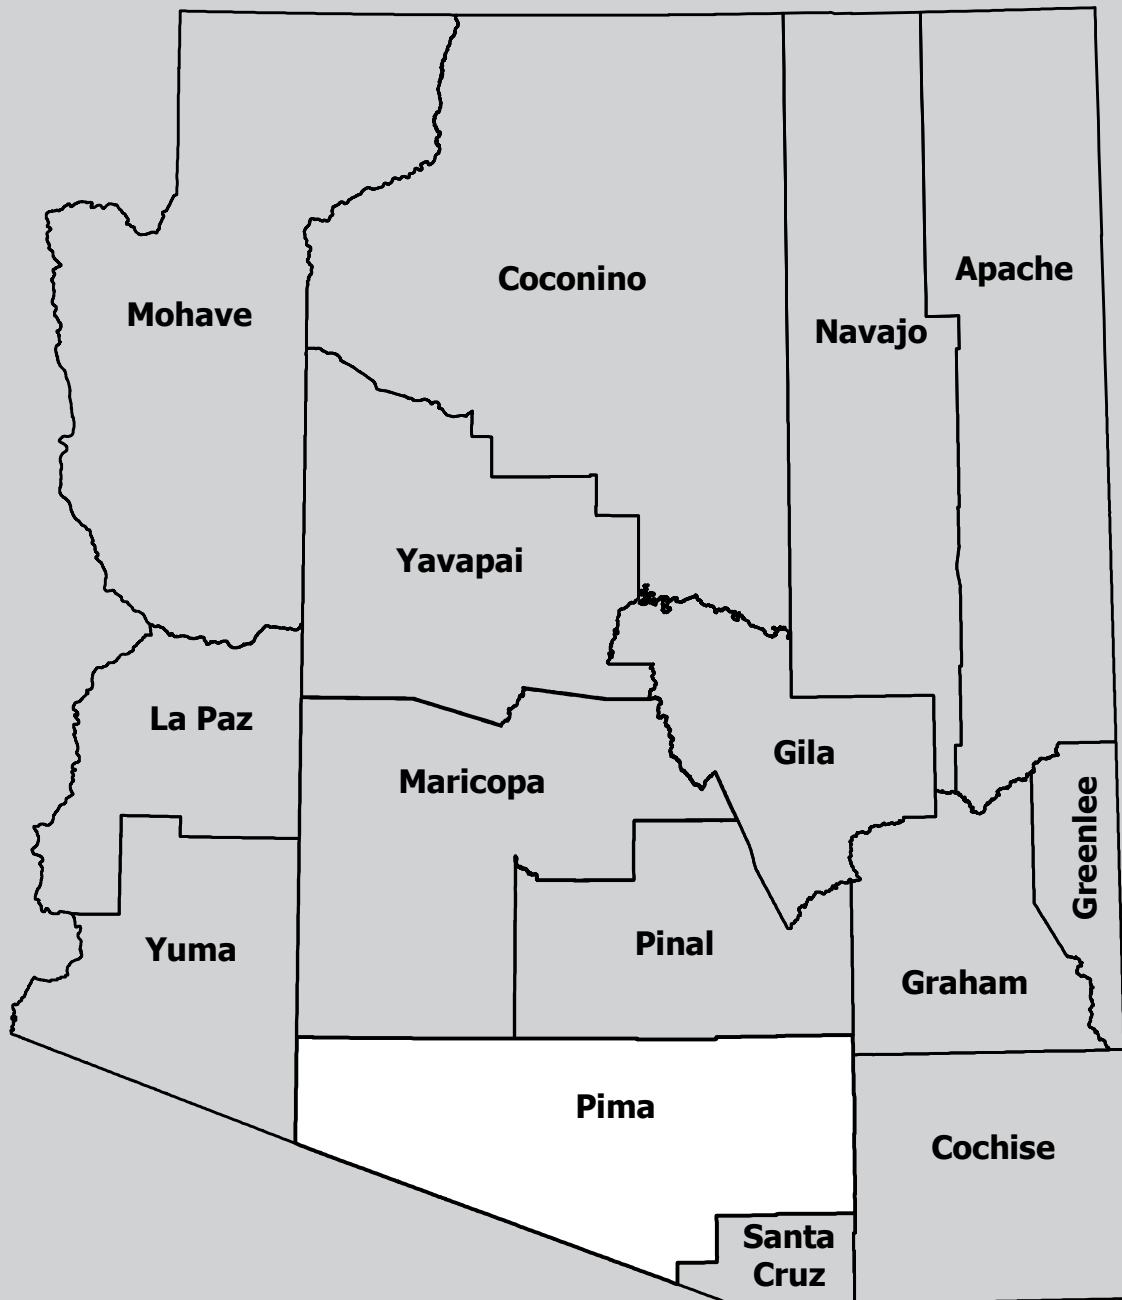 Apache
Coconino
Mohave
Navajo
Yavapai
La Paz
Gila
Maricopa
Greenlee
Pinal
Yuma
Graham
Pima
Cochise
Santa
Cruz